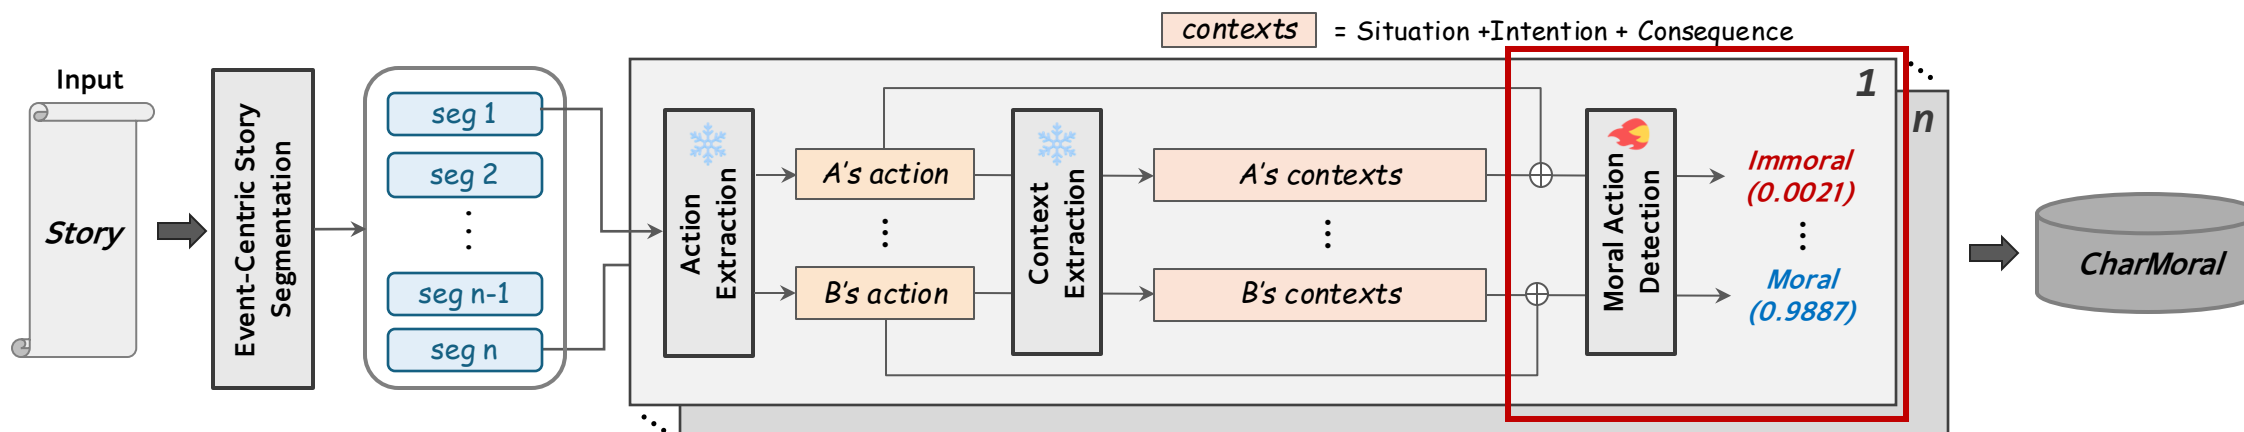 contexts = Situation +Intention + Consequence
Input
Story
Event-Centric Story
Segmentation
seg 1
seg 2
seg n-1
seg n
1
n
Action
Extraction
A's action
B's action
Context
Extraction
A's contexts
B's contexts
Moral Action
Detection
Immoral
(0.0021)
Moral
(0.9887)
CharMoral